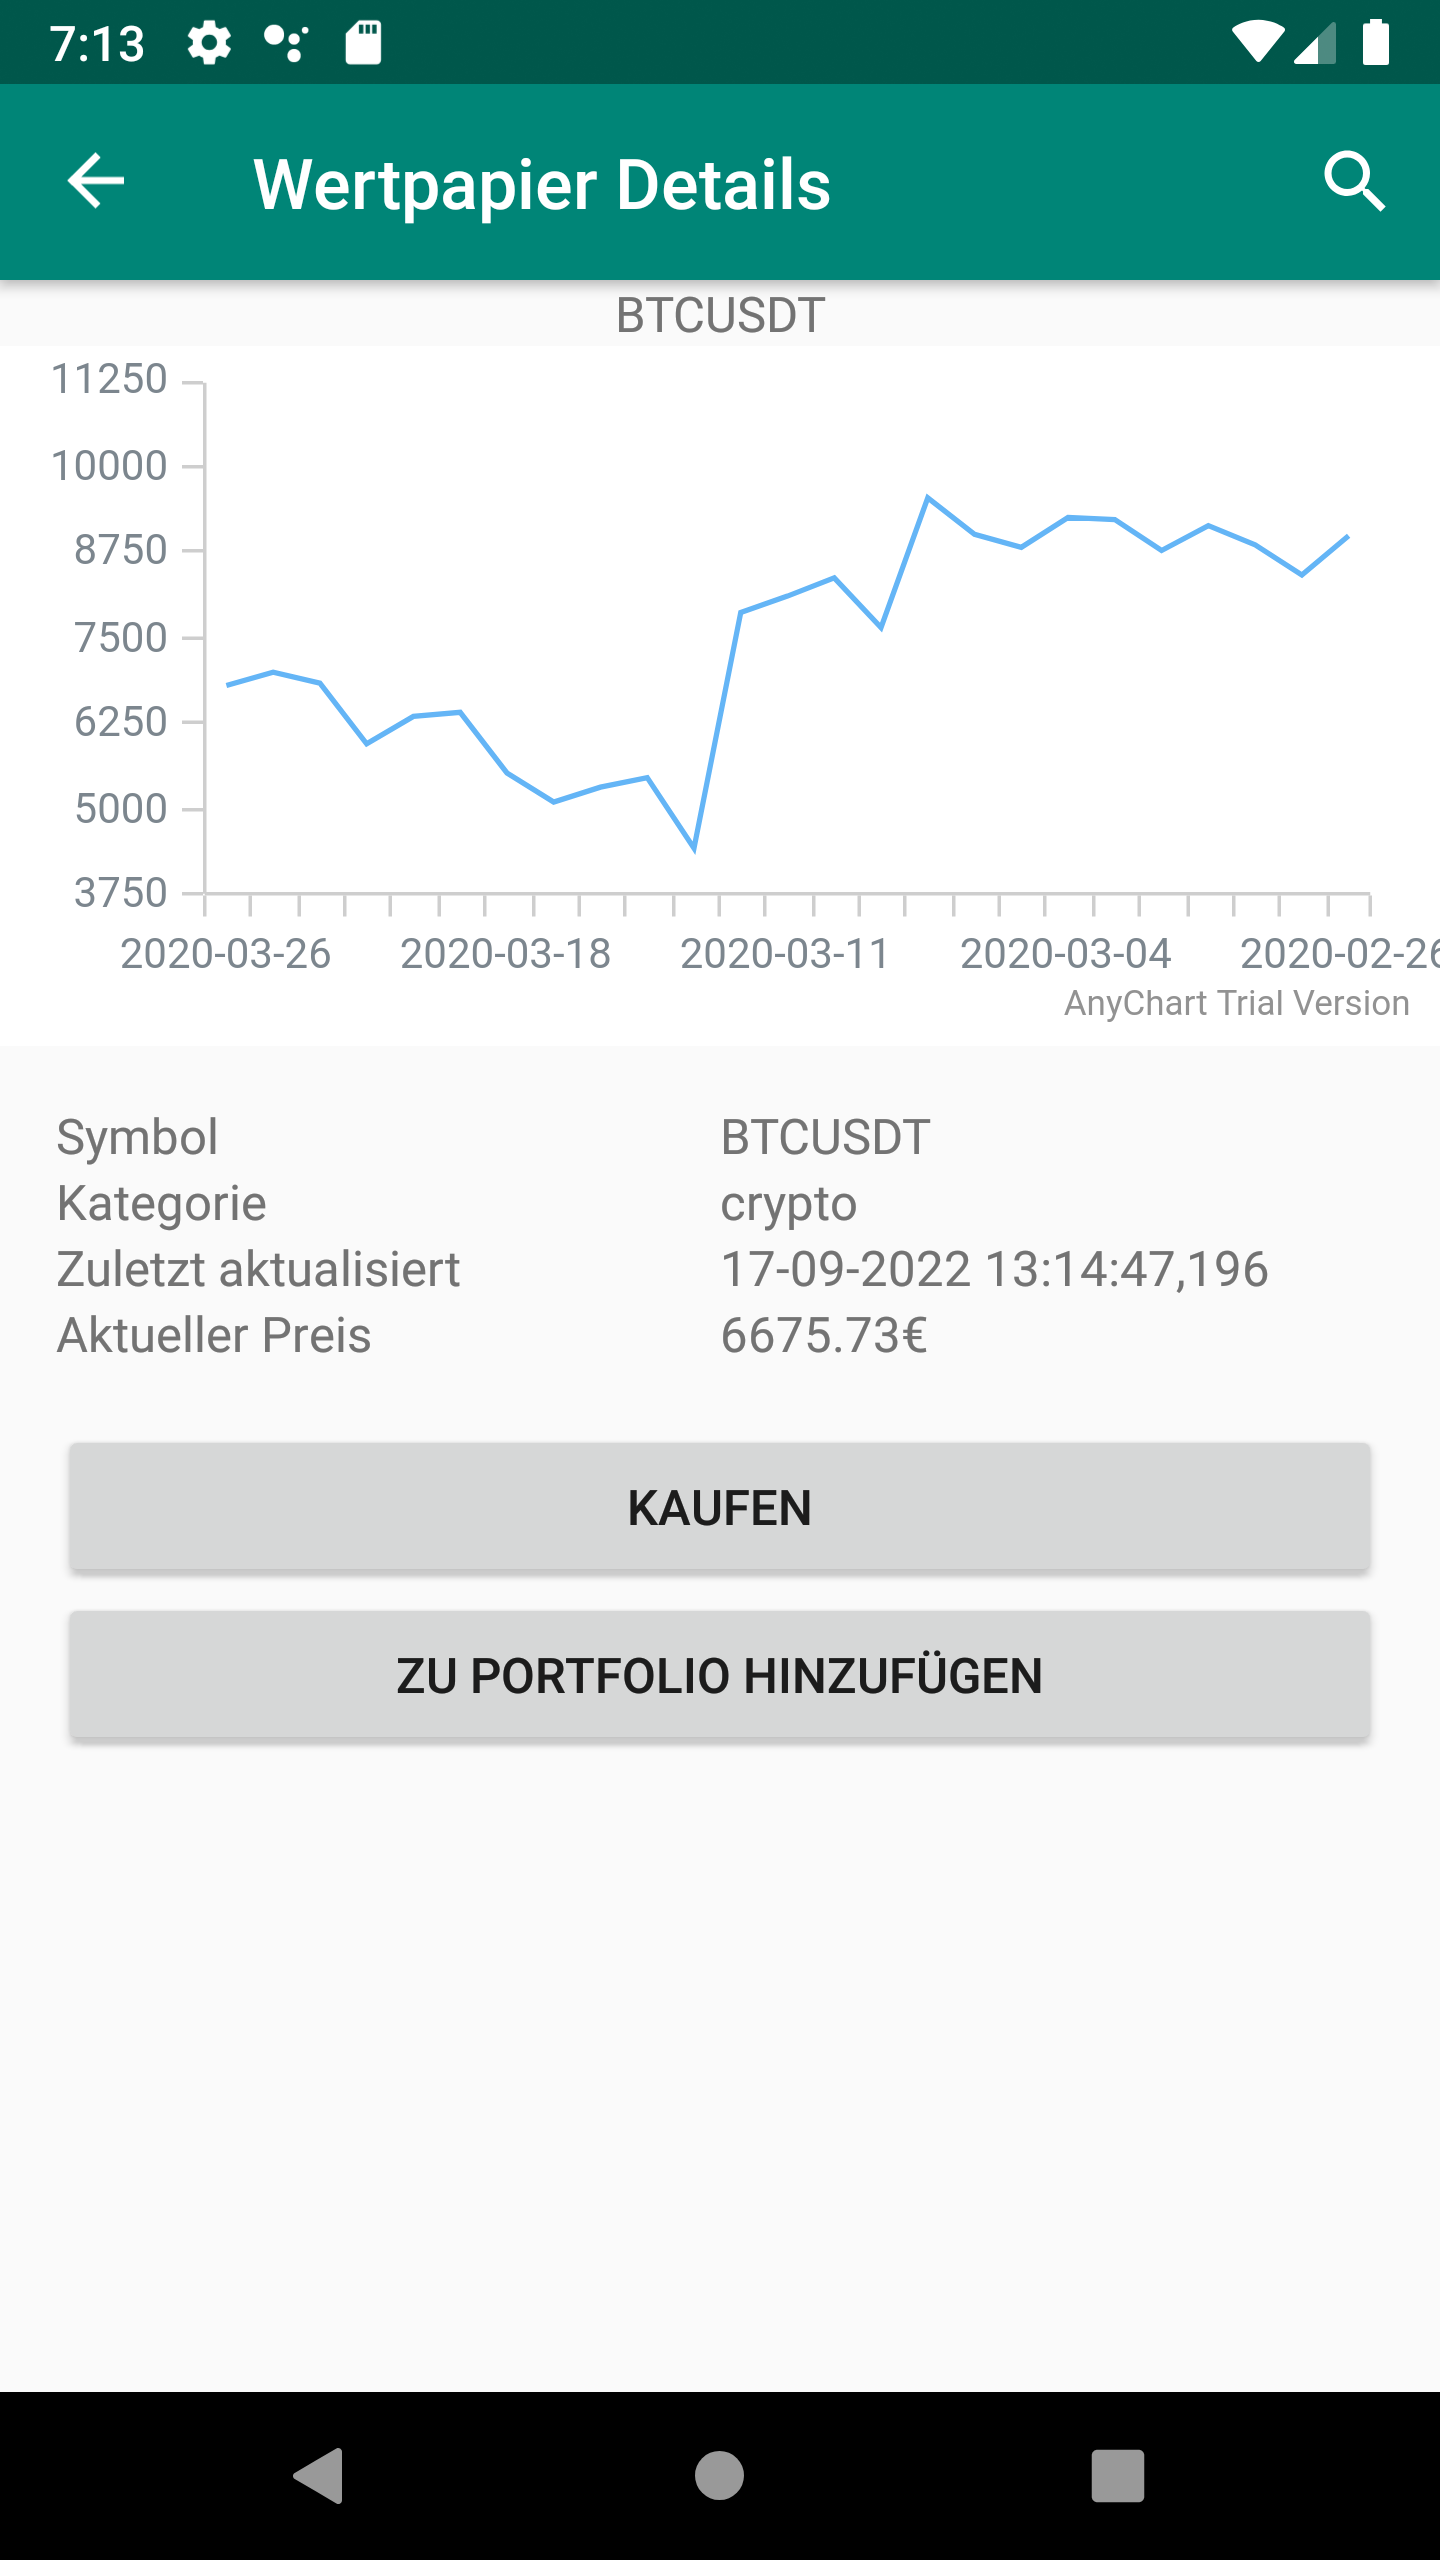 7:13
Wertpapier Details
BTCUSDT
11250
10000
8750
7500
6250
5000
3750
2020-03-26 2020-03-18 2020-03-11 2020-03-04 2020-02-26
AnyChart Trial Version
Symbol BTCUSDT
Kategorie crypto
Zuletzt aktualisiert 17-09-2022 13:14:47,196
Aktueller Preis 6675.73€
KAUFEN
ZU PORTFOLIO HINZUFÜGEN